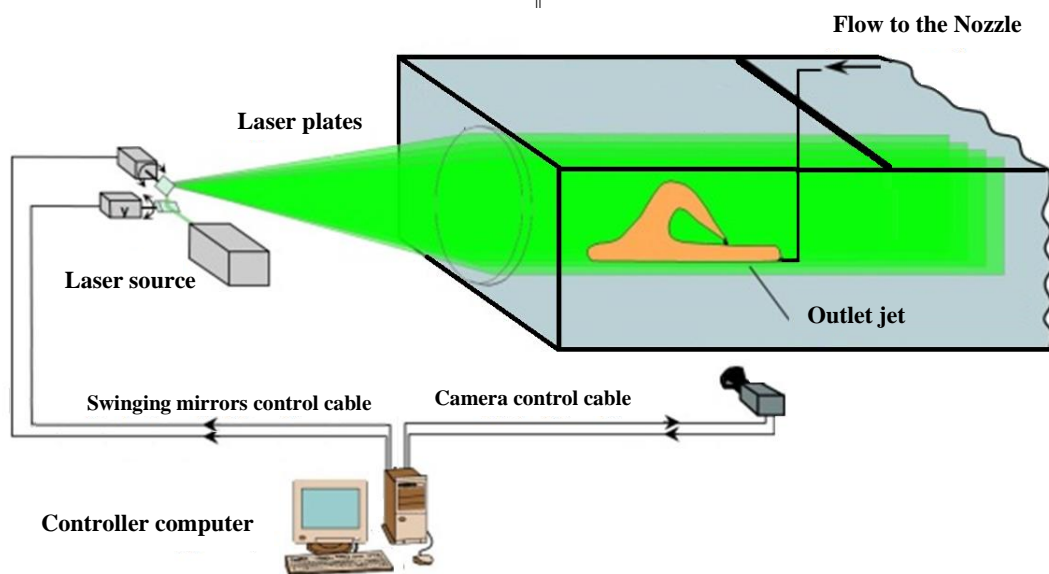 Flow to the Nozzle
Laser plates
y
Laser source
Outlet jet
Swinging mirrors control cable
Camera control cable
Controller computer